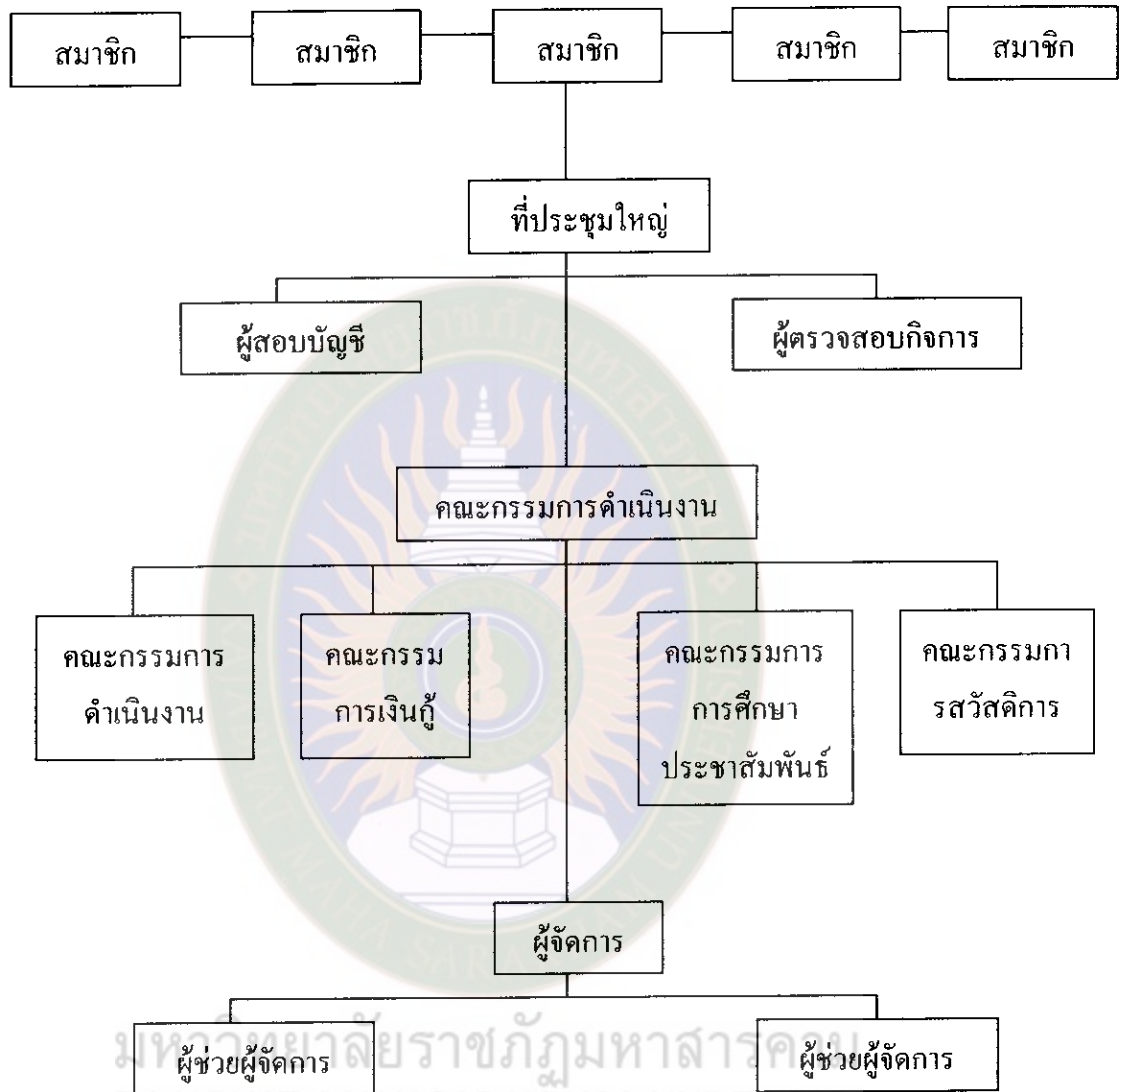 สมาชิก
สมาชิก
สมาชิก
สมาชิก
สมาชิก
ที่ประชุมใหญ่
ผู้สอบบัญชี
ผู้ตรวจสอบกิจการ
คณะกรรมการดำเนินงาน
คณะกรรมการ
ดำเนินงาน
คณะกรรม
การเงินกู้
คณะกรรมการ
การศึกษา
ประชาสัมพันธ์
คณะกรรมกา
รสวัสดิการ
ผู้จัดการ
ผู้ช่วยผู้จัดการ
ผู้ช่วยผู้จัดการ
มหาวิทยาลัยราชภัฏมหาสารคาม